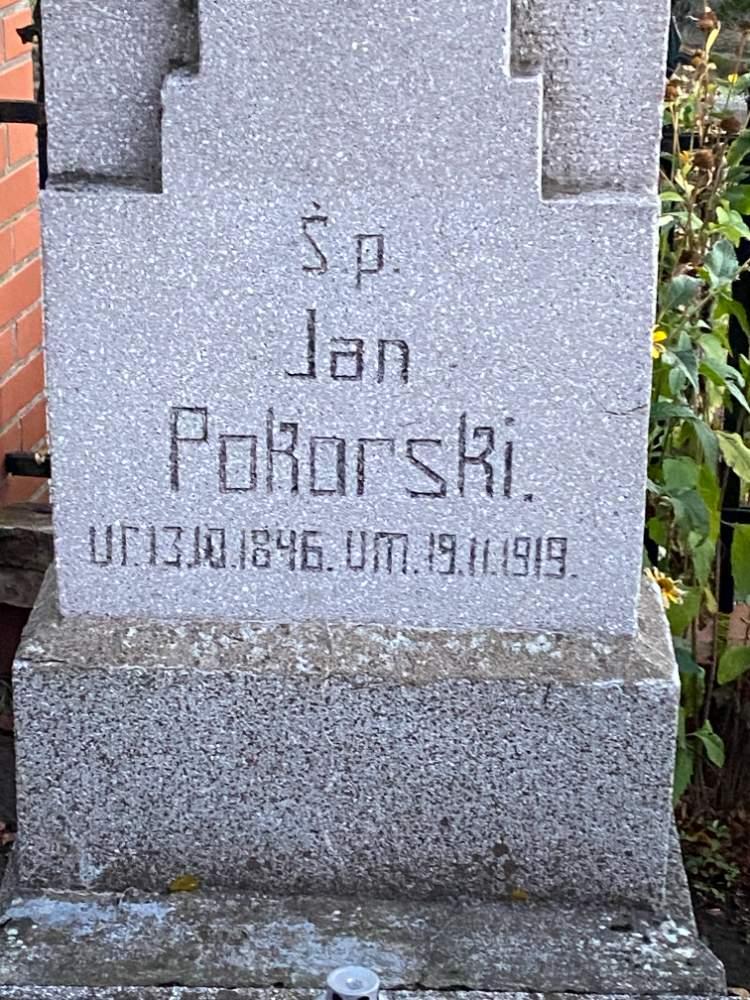 Ś.p.
Jan
Pokorski.
ur.13.10.1846. um.19.11.1919.